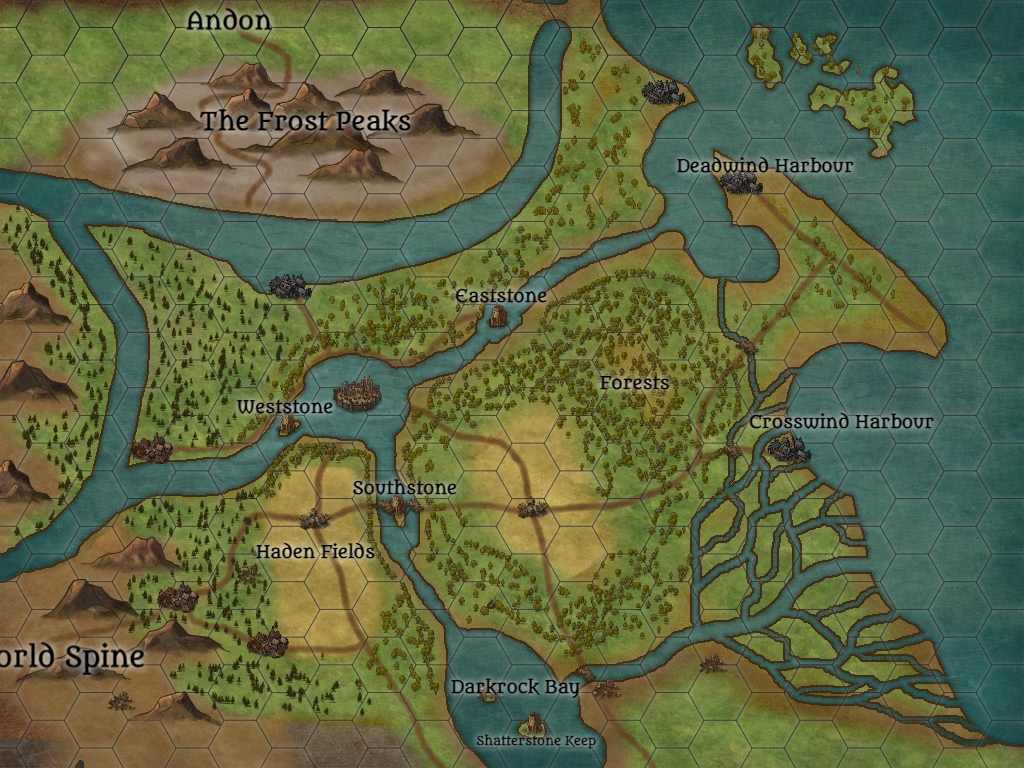 Andon
The Frost Peaks
Deadwind Harbour
Eaststone
Forests
Weststone
Crosswind Harbour
Southstone
Haden Fields
orld Spine
Darkrock Bay
Shatterstone Keep